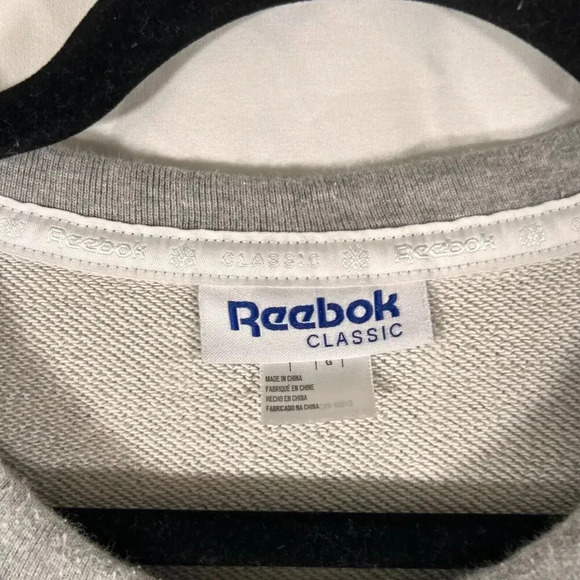 Reebok CLASSIC Reebok
Reebok
CLASSIC
G
MADE IN CHINA
FABRIQUÉ EN CHINE
HECHO EN CHINA
FABRICADO NA CHINA